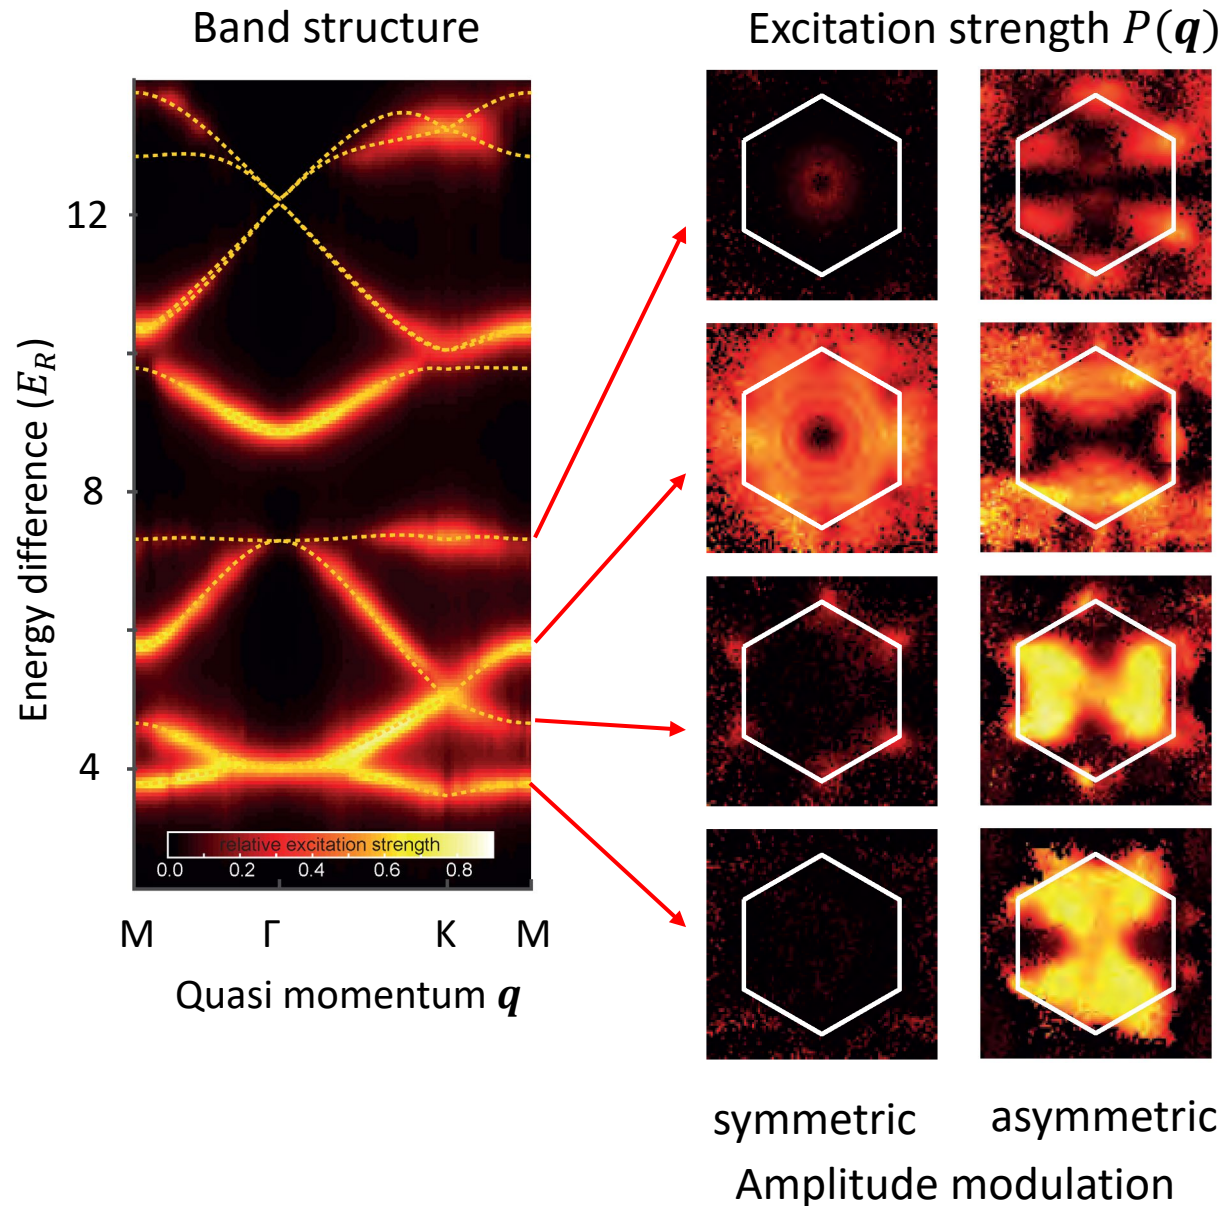 Band structure
Excitation strength P(q)
Energy difference (E_R)
12
8
4
relative excitation strength
0.0 0.2 0.4 0.6 0.8
M Γ K M
Quasi momentum q
symmetric asymmetric
Amplitude modulation